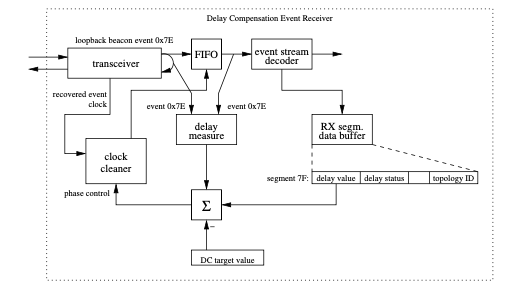 Delay Compensation Event Receiver
loopback beacon event 0x7E
transceiver
FIFO
event stream
decoder
recovered event
clock
event 0x7E
event 0x7E
delay
measure
RX segm.
data buffer
clock
cleaner
segment 7F:
delay value
delay status
topology ID
phase control
Σ
−
DC target value